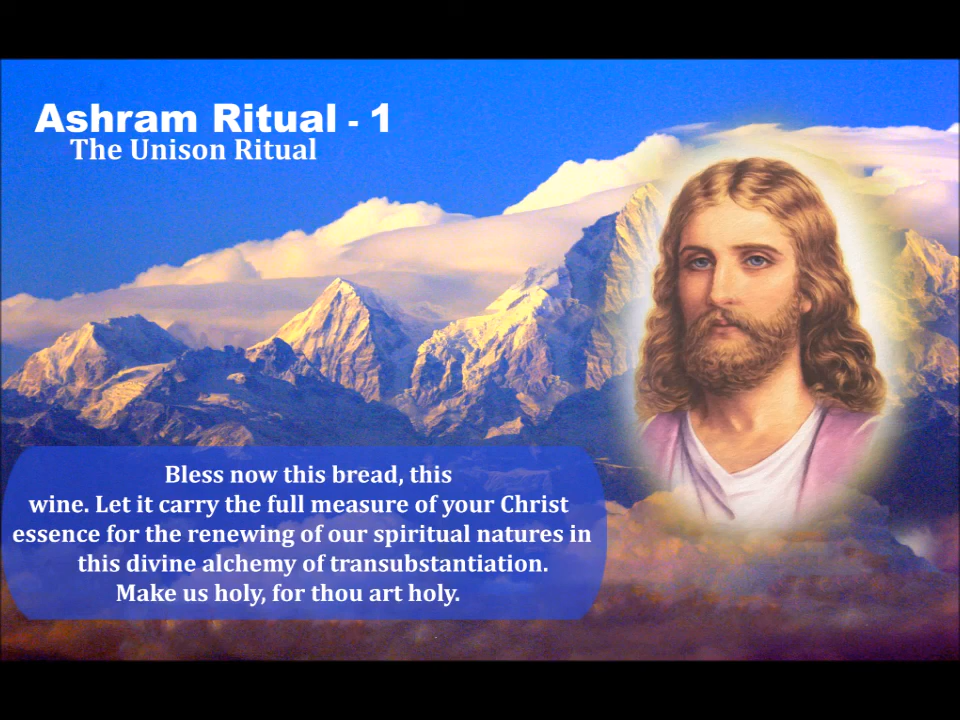 Ashram Ritual - 1
The Unison Ritual
Bless now this bread, this
wine. Let it carry the full measure of your Christ
essence for the renewing of our spiritual natures in
this divine alchemy of transubstantiation.
Make us holy, for thou art holy.